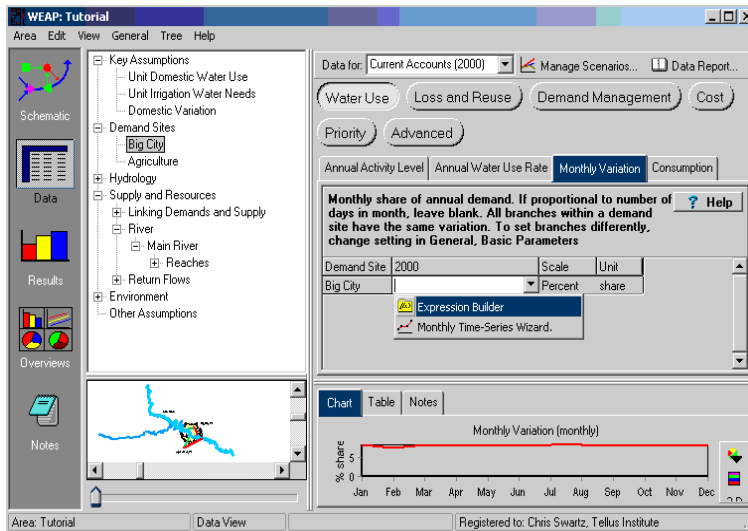 WEAP: Tutorial
Area Edit View General Tree Help
Schematic
Data
Results
Overviews
Notes
Key Assumptions
Unit Domestic Water Use
Unit Irrigation Water Needs
Domestic Variation
Demand Sites
Big City
Agriculture
Hydrology
Supply and Resources
Linking Demands and Supply
River
Main River
Reaches
Return Flows
Environment
Other Assumptions
Data for: Current Accounts (2000) Manage Scenarios... Data Report...
Water Use Loss and Reuse Demand Management Cost
Priority Advanced
Annual Activity Level Annual Water Use Rate Monthly Variation Consumption
Monthly share of annual demand. If proportional to number of
days in month, leave blank. All branches within a demand
site have the same variation. To set branches differently,
change setting in General, Basic Parameters
? Help
Demand Site 2000 Scale Unit
Big City Percent share
Expression Builder
Monthly Time-Series Wizard.
Chart Table Notes
Monthly Variation (monthly)
% share
5
0
Jan Feb Mar Apr May Jun Jul Aug Sep Oct Nov Dec
Area: Tutorial Data View Registered to: Chris Swartz, Tellus Institute